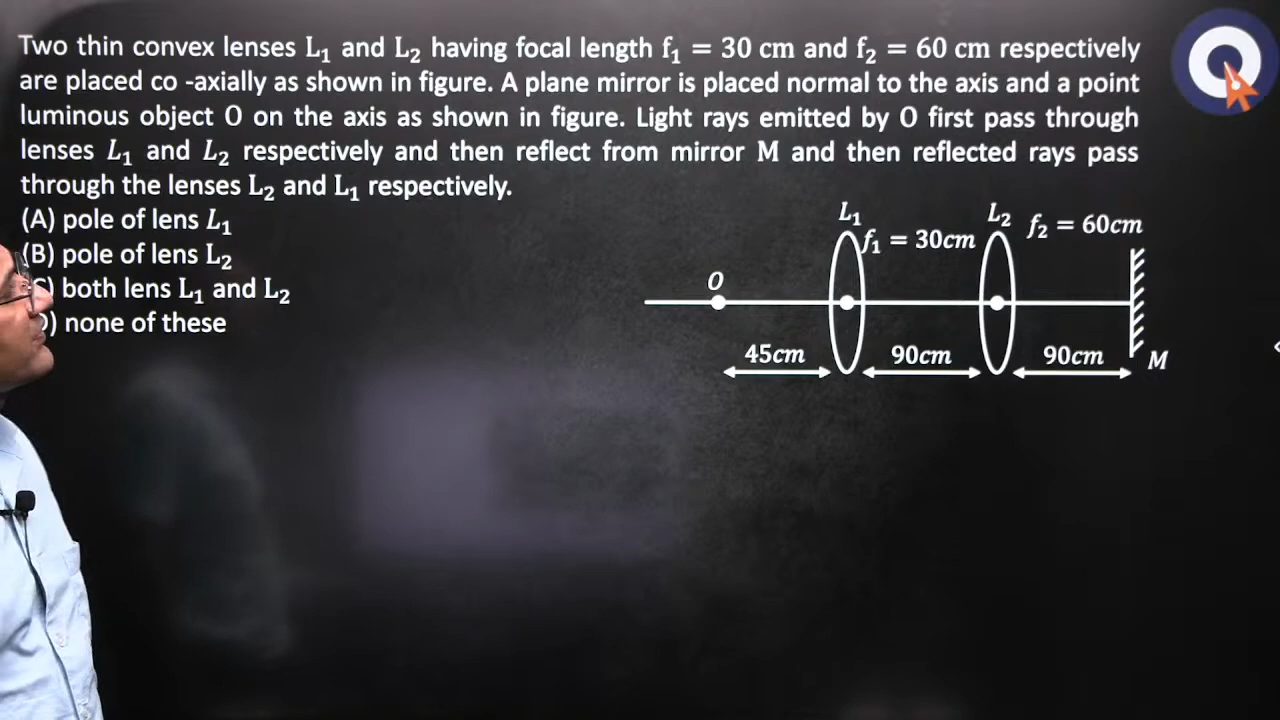 Two thin convex lenses L₁ and L₂ having focal length f₁ = 30 cm and f₂ = 60 cm respectively
are placed co -axially as shown in figure. A plane mirror is placed normal to the axis and a point
luminous object O on the axis as shown in figure. Light rays emitted by O first pass through
lenses L₁ and L₂ respectively and then reflect from mirror M and then reflected rays pass
through the lenses L₂ and L₁ respectively.
(A) pole of lens L₁
(B) pole of lens L₂
) both lens L₁ and L₂
) none of these
L₁ L₂ f₂ = 60cm
f₁ = 30cm
O
45cm 90cm 90cm M